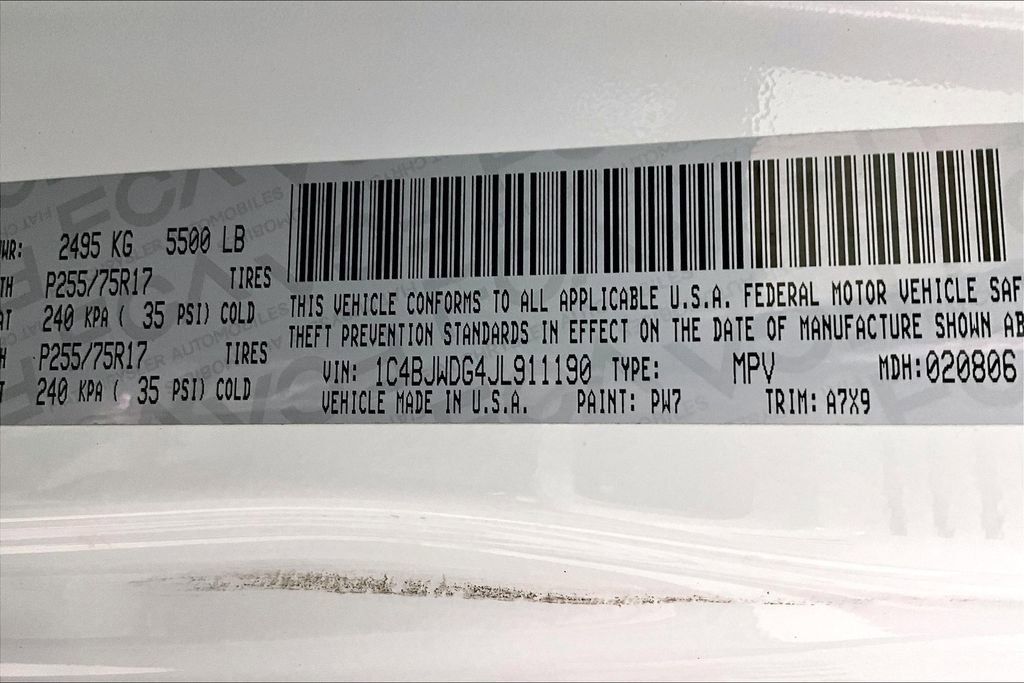 WR: 2495 KG 5500 LB
TH P255/75R17 TIRES
AT 240 KPA ( 35 PSI) COLD
H P255/75R17 TIRES
T 240 KPA ( 35 PSI) COLD
THIS VEHICLE CONFORMS TO ALL APPLICABLE U.S.A. FEDERAL MOTOR VEHICLE SAF
THEFT PREVENTION STANDARDS IN EFFECT ON THE DATE OF MANUFACTURE SHOWN AB
VIN: 1C4BJWDG4JL911190 TYPE: MPV MDH:020806
VEHICLE MADE IN U.S.A. PAINT: PW7 TRIM: A7X9